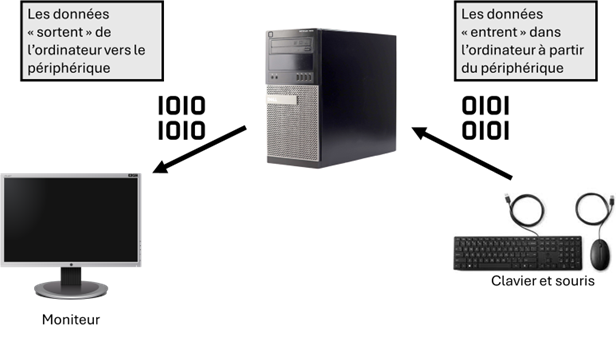 Les données
« sortent » de
l’ordinateur vers le
périphérique
Les données
« entrent » dans
l’ordinateur à partir
du périphérique
1010
1010
0101
0101
Clavier et souris
Moniteur